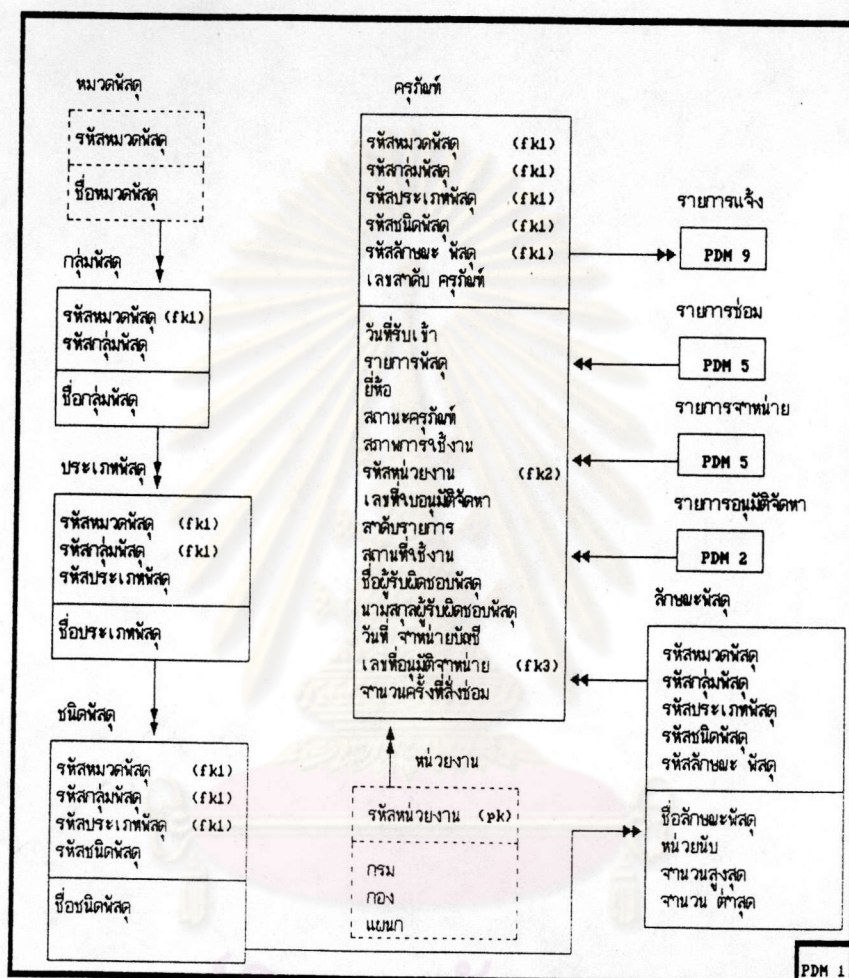 หมวดพัสดุ
รหัสหมวดพัสดุ
ชื่อหมวดพัสดุ
กลุ่มพัสดุ
รหัสหมวดพัสดุ (fk1)
รหัสกลุ่มพัสดุ
ชื่อกลุ่มพัสดุ
ประเภทพัสดุ
รหัสหมวดพัสดุ (fk1)
รหัสกลุ่มพัสดุ (fk1)
รหัสประเภทพัสดุ
ชื่อประเภทพัสดุ
ชนิดพัสดุ
รหัสหมวดพัสดุ (fk1)
รหัสกลุ่มพัสดุ (fk1)
รหัสประเภทพัสดุ (fk1)
รหัสชนิดพัสดุ
ชื่อชนิดพัสดุ
ครุภัณฑ์
รหัสหมวดพัสดุ (fk1)
รหัสกลุ่มพัสดุ (fk1)
รหัสประเภทพัสดุ (fk1)
รหัสชนิดพัสดุ (fk1)
รหัสลักษณะ พัสดุ (fk1)
เลขลำดับ ครุภัณฑ์
วันที่รับเข้า
รายการพัสดุ
ยี่ห้อ
สถานะครุภัณฑ์
สภาพการใช้งาน
รหัสหน่วยงาน (fk2)
เลขที่ใบอนุมัติจัดหา
ลำดับรายการ
สถานที่ใช้งาน
ชื่อผู้รับผิดชอบพัสดุ
นามสกุลผู้รับผิดชอบพัสดุ
วันที่ จำหน่ายบัญชี
เลขที่อนุมัติจำหน่าย (fk3)
จำนวนครั้งที่สั่งซ่อม
หน่วยงาน
รหัสหน่วยงาน (pk)
กรม
กอง
แผนก
รายการแจ้ง
PDM 9
รายการซ่อม
PDM 5
รายการจำหน่าย
PDM 5
รายการอนุมัติจัดหา
PDM 2
ลักษณะพัสดุ
รหัสหมวดพัสดุ
รหัสกลุ่มพัสดุ
รหัสประเภทพัสดุ
รหัสชนิดพัสดุ
รหัสลักษณะ พัสดุ
ชื่อลักษณะพัสดุ
หน่วยนับ
จำนวนสูงสุด
จำนวน ต่ำสุด
PDM 1